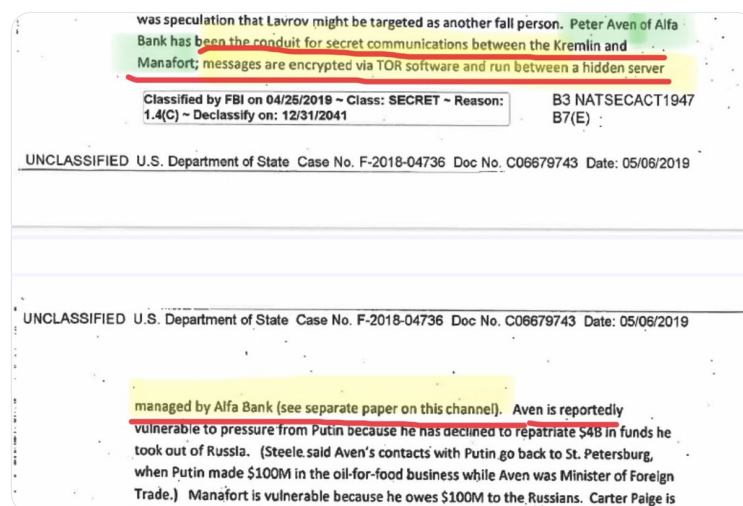 was speculation that Lavrov might be targeted as another fall person. Peter Aven of Alfa
Bank has been the conduit for secret communications between the Kremlin and
Manafort; messages are encrypted via TOR software and run between a hidden server
Classified by FBI on 04/25/2019 ~ Class: SECRET ~ Reason:
1.4(C) ~ Declassify on: 12/31/2041
B3 NATSECACT1947
B7(E)
UNCLASSIFIED U.S. Department of State Case No. F-2018-04736 Doc No. C06679743 Date: 05/06/2019
UNCLASSIFIED U.S. Department of State Case No. F-2018-04736 Doc No. C06679743 Date: 05/06/2019
managed by Alfa Bank (see separate paper on this channel). Aven is reportedly
vulnerable to pressure from Putin because he has declined to repatriate $4B in funds he
took out of Russia. (Steele said Aven's contacts with Putin go back to St. Petersburg,
when Putin made $100M in the oil-for-food business while Aven was Minister of Foreign
Trade.) Manafort is vulnerable because he owes $100M to the Russians. Carter Paige is